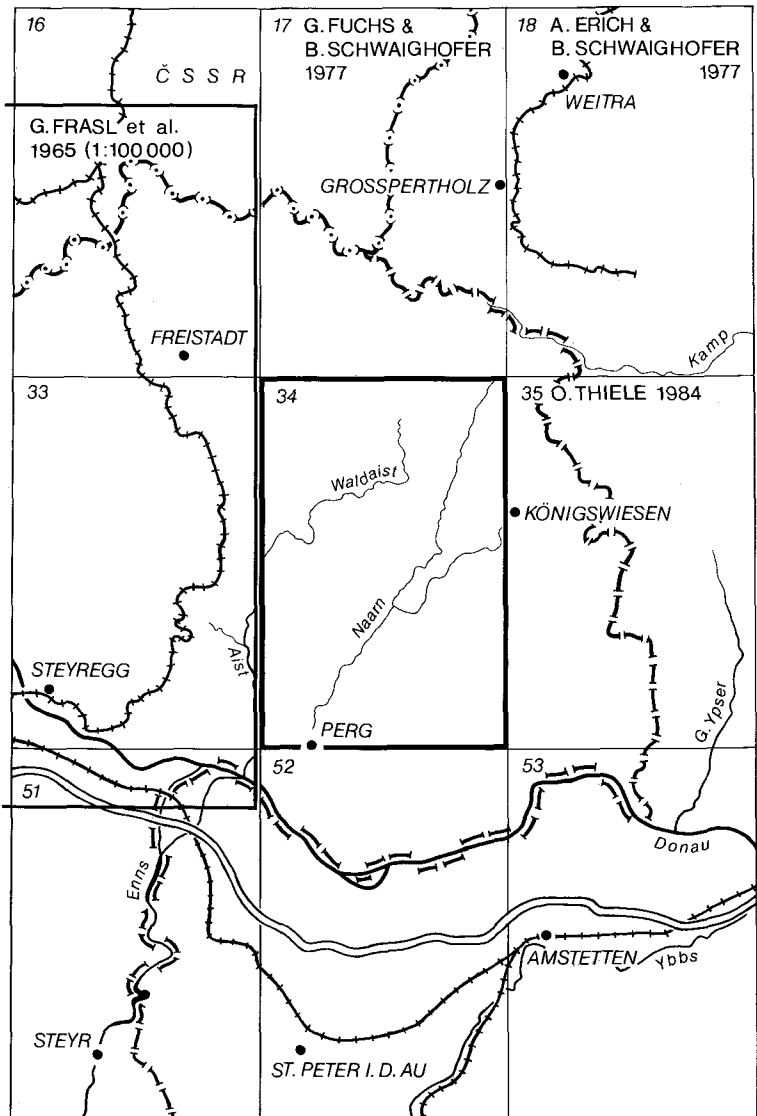 16
Č S S R
G. FRASL et al.
1965 (1:100 000)
FREISTADT
17 G. FUCHS &
B. SCHWAIGHOFER
1977
GROSSPERTHOLZ
18 A. ERICH &
B. SCHWAIGHOFER
1977
WEITRA
Kamp
33
Aist
STEYREGG
34
Waldaist
Naarn
PERG
35 O. THIELE 1984
KÖNIGSWIESEN
G. Ypser
51
Enns
STEYR
52
ST. PETER I. D. AU
53
Donau
AMSTETTEN
Ybbs